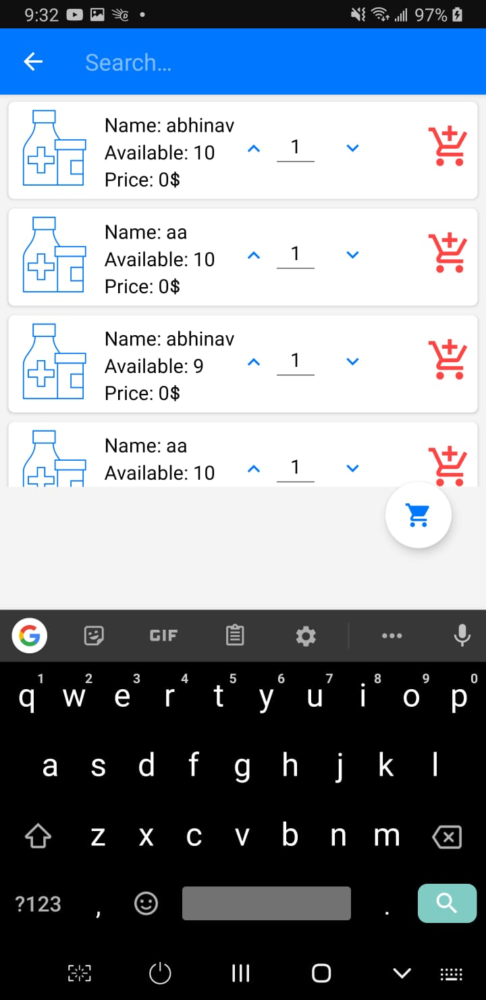 9:32 97%
Search...
Name: abhinav
Available: 10
Price: 0$
1
Name: aa
Available: 10
Price: 0$
1
Name: abhinav
Available: 9
Price: 0$
1
Name: aa
Available: 10
1
G GIF
1 2 3 4 5 6 7 8 9 0
q w e r t y u i o p
a s d f g h j k l
z x c v b n m
?123 , .